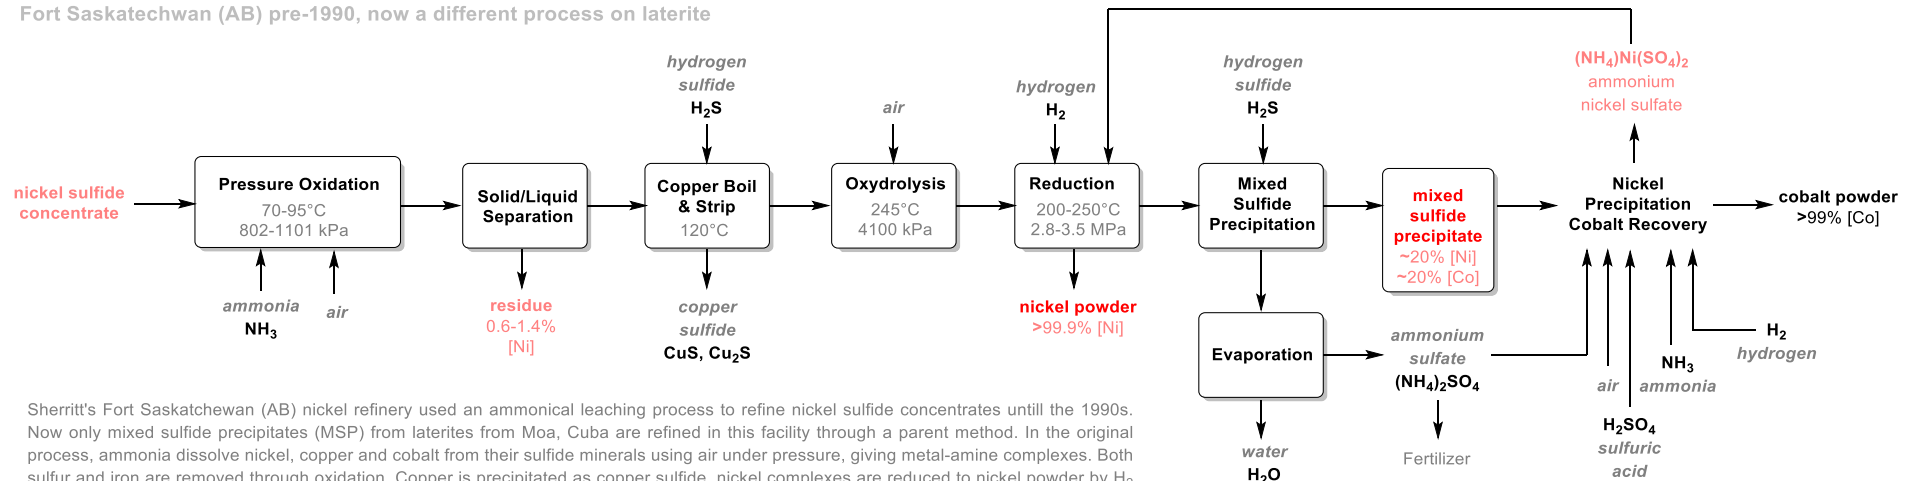 Fort Saskatechwan (AB) pre-1990, now a different process on laterite
nickel sulfide
concentrate
Pressure Oxidation
70-95°C
802-1101 kPa
ammonia
NH3
air
Solid/Liquid
Separation
residue
0.6-1.4%
[Ni]
hydrogen
sulfide
H2S
Copper Boil
& Strip
120°C
copper
sulfide
CuS, Cu2S
air
Oxydrolysis
245°C
4100 kPa
hydrogen
H2
Reduction
200-250°C
2.8-3.5 MPa
nickel powder
>99.9% [Ni]
hydrogen
sulfide
H2S
Mixed
Sulfide
Precipitation
Evaporation
water
H2O
mixed
sulfide
precipitate
~20% [Ni]
~20% [Co]
ammonium
sulfate
(NH4)2SO4
Fertilizer
(NH4)Ni(SO4)2
ammonium
nickel sulfate
Nickel
Precipitation
Cobalt Recovery
cobalt powder
>99% [Co]
air
H2SO4
sulfuric
acid
NH3
ammonia
H2
hydrogen
Sherritt's Fort Saskatchewan (AB) nickel refinery used an ammonical leaching process to refine nickel sulfide concentrates untill the 1990s.
Now only mixed sulfide precipitates (MSP) from laterites from Moa, Cuba are refined in this facility through a parent method. In the original
process, ammonia dissolve nickel, copper and cobalt from their sulfide minerals using air under pressure, giving metal-amine complexes. Both
sulfur and iron are removed through oxidation. Copper is precipitated as copper sulfide, nickel complexes are reduced to nickel powder by H2